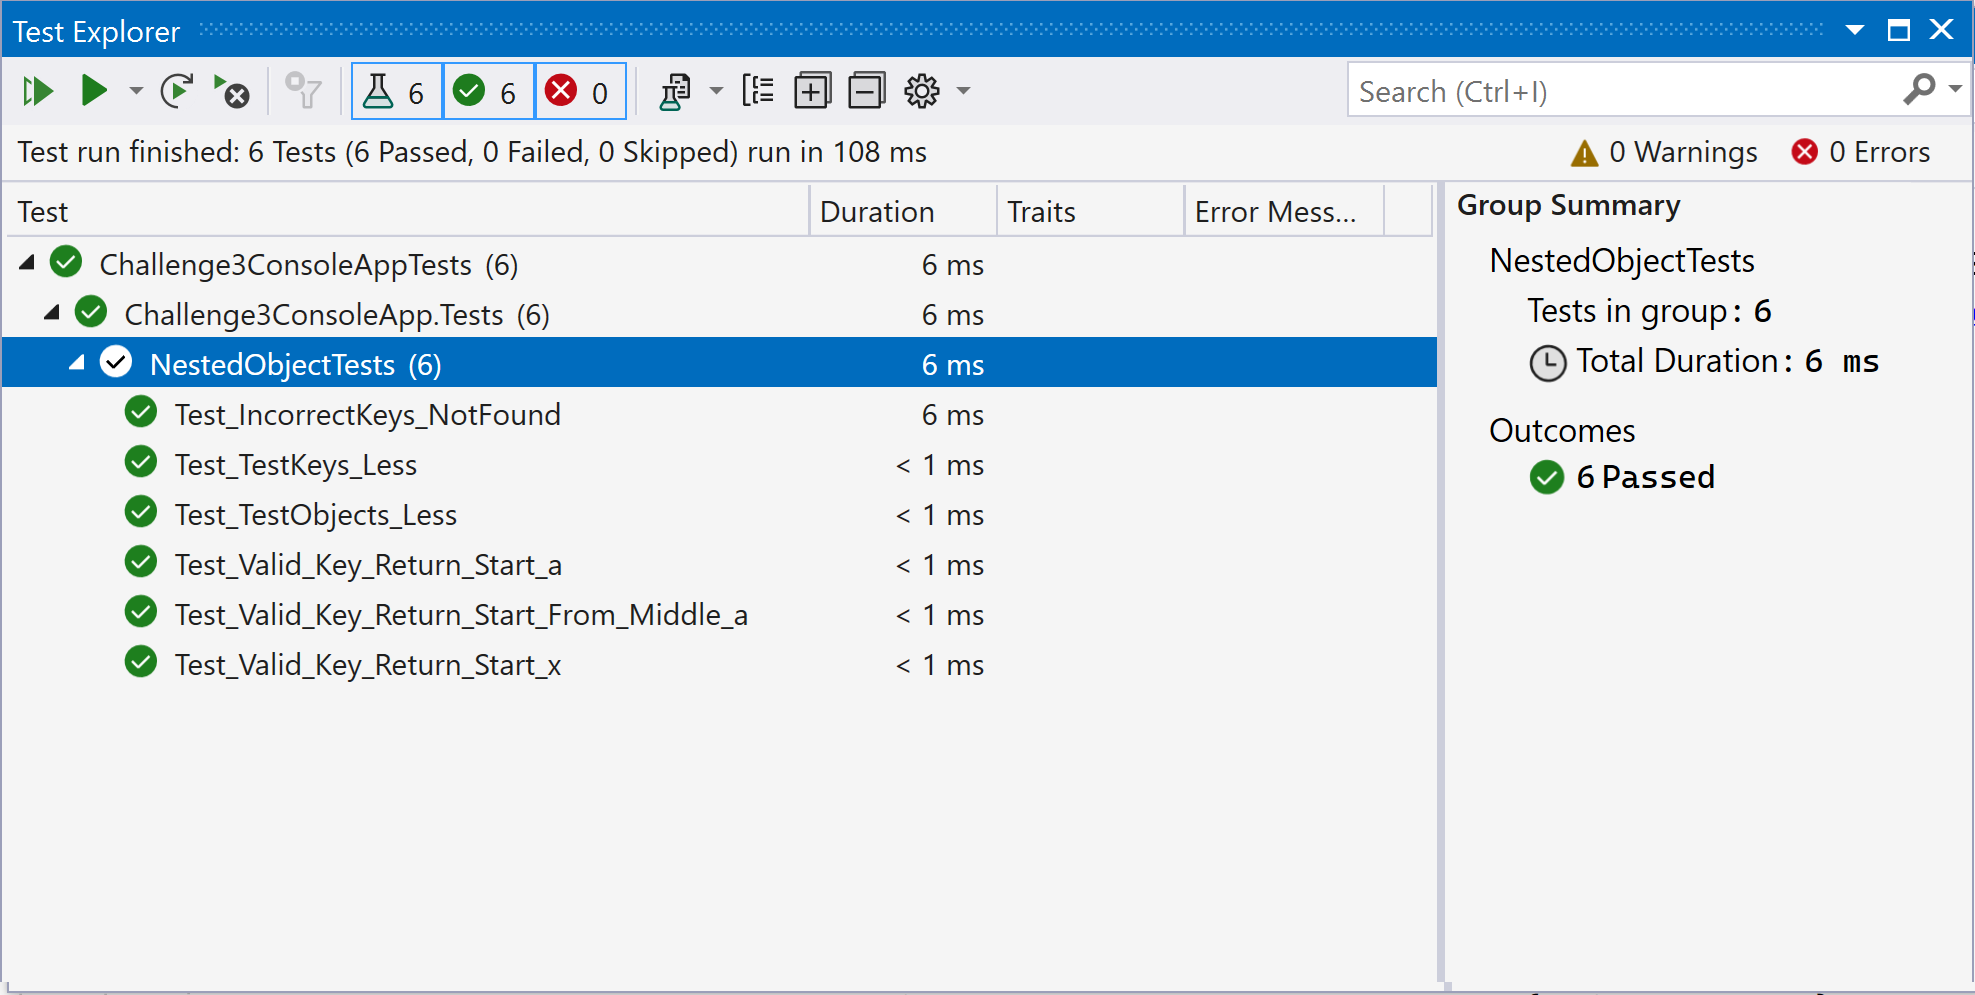 Test Explorer
6 6 0
Search (Ctrl+I)
Test run finished: 6 Tests (6 Passed, 0 Failed, 0 Skipped) run in 108 ms
0 Warnings 0 Errors
Test Duration Traits Error Mess...
Challenge3ConsoleAppTests (6) 6 ms
Challenge3ConsoleApp.Tests (6) 6 ms
NestedObjectTests (6) 6 ms
Test_IncorrectKeys_NotFound 6 ms
Test_TestKeys_Less < 1 ms
Test_TestObjects_Less < 1 ms
Test_Valid_Key_Return_Start_a < 1 ms
Test_Valid_Key_Return_Start_From_Middle_a < 1 ms
Test_Valid_Key_Return_Start_x < 1 ms
Group Summary
NestedObjectTests
Tests in group: 6
Total Duration: 6 ms
Outcomes
6 Passed